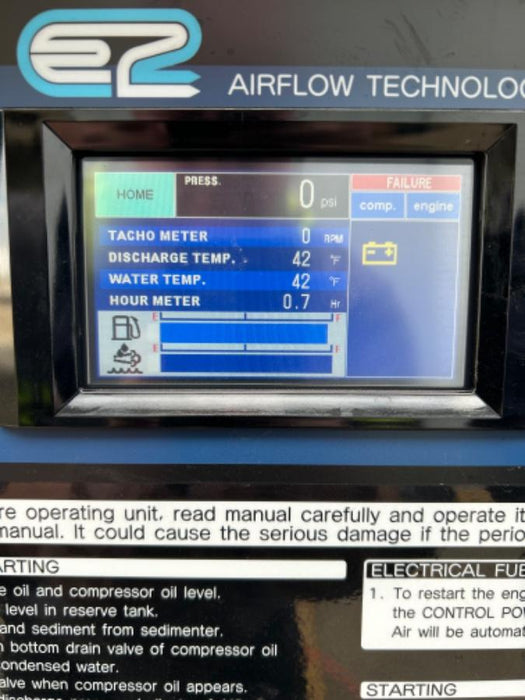 e2
AIRFLOW TECHNOLO
HOME
PRESS.
0 psi
FAILURE
comp. engine
TACHO METER 0 RPM
DISCHARGE TEMP. 42 °F
WATER TEMP. 42 °F
HOUR METER 0.7 Hr
E F
E F
re operating unit, read manual carefully and operate it
manual. It could cause the serious damage if the perio
ARTING
e oil and compressor oil level.
level in reserve tank.
and sediment from sedimenter.
n bottom drain valve of compressor oil
condensed water.
alve when compressor oil appears.
ELECTRICAL FUE
1. To restart the eng
the CONTROL PO
Air will be automat
STARTING